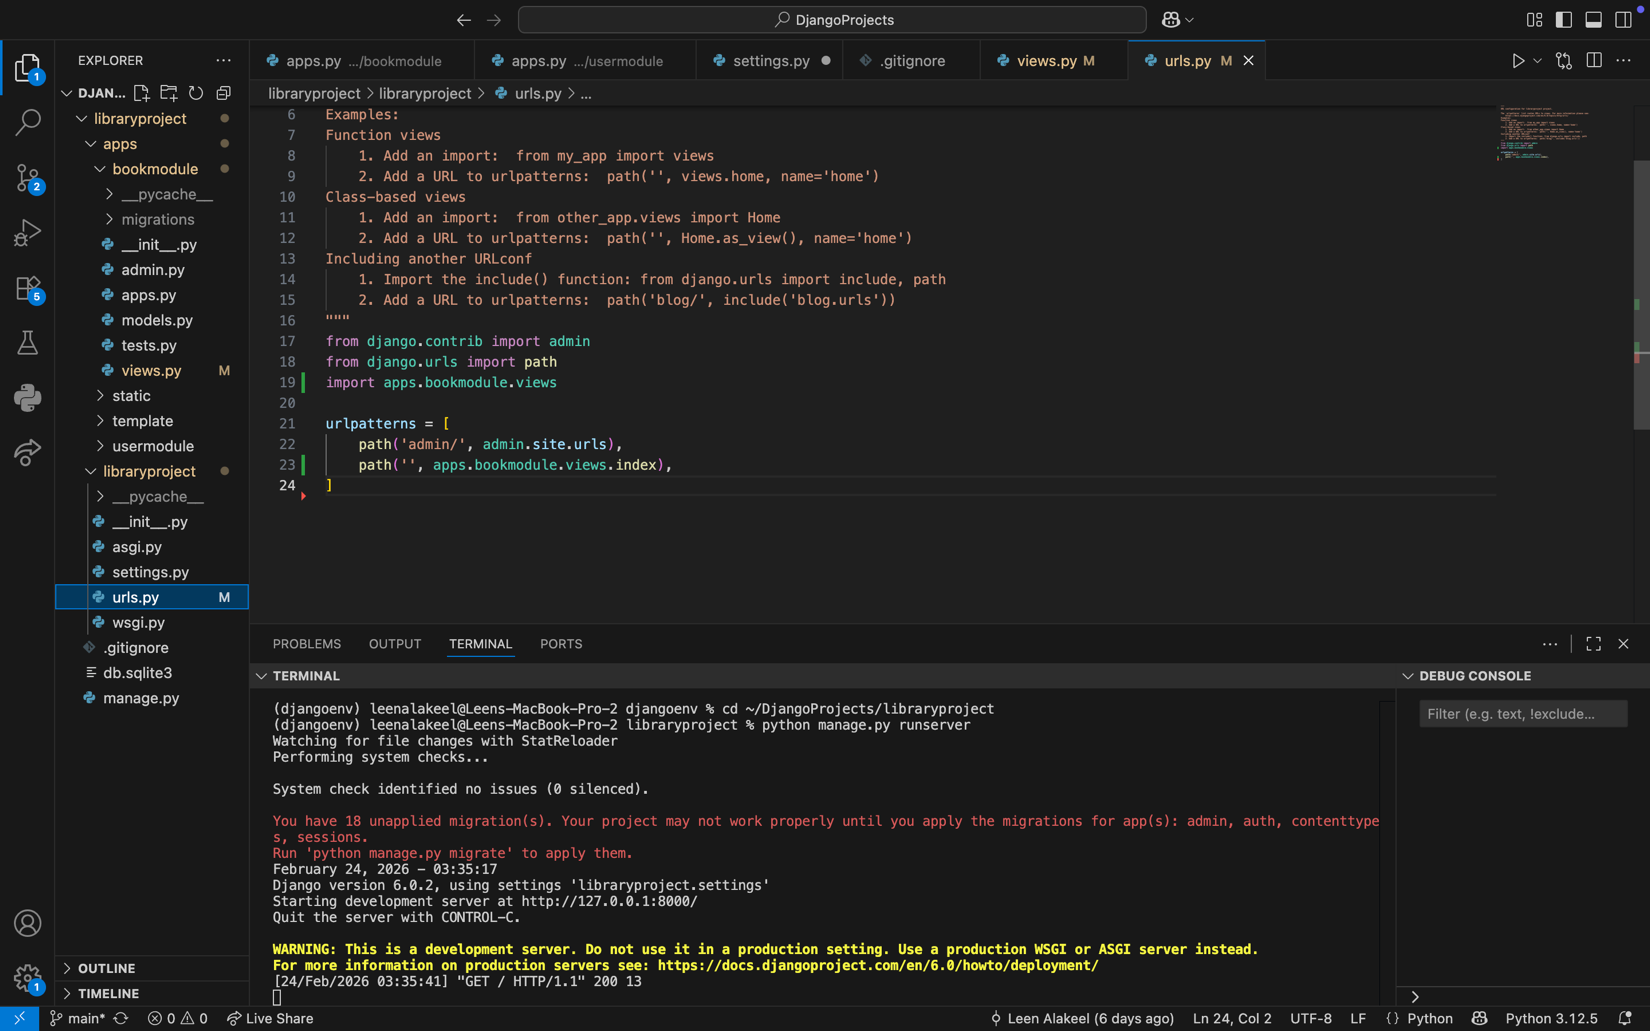 DjangoProjects
EXPLORER
apps.py .../bookmodule
apps.py .../usermodule
settings.py
.gitignore
views.py M
urls.py M
1
DJAN...
libraryproject > libraryproject > urls.py > ...
libraryproject
apps
bookmodule
__pycache__
migrations
__init__.py
admin.py
apps.py
models.py
tests.py
views.py M
static
template
usermodule
libraryproject
__pycache__
__init__.py
asgi.py
settings.py
urls.py M
wsgi.py
.gitignore
db.sqlite3
manage.py
OUTLINE
TIMELINE
2
5
1
6 Examples:
7 Function views
8 1. Add an import:  from my_app import views
9 2. Add a URL to urlpatterns:  path('', views.home, name='home')
10 Class-based views
11 1. Add an import:  from other_app.views import Home
12 2. Add a URL to urlpatterns:  path('', Home.as_view(), name='home')
13 Including another URLconf
14 1. Import the include() function: from django.urls import include, path
15 2. Add a URL to urlpatterns:  path('blog/', include('blog.urls'))
16 """
17 from django.contrib import admin
18 from django.urls import path
19 import apps.bookmodule.views
20
21 urlpatterns = [
22 path('admin/', admin.site.urls),
23 path('', apps.bookmodule.views.index),
24 ]
PROBLEMS OUTPUT TERMINAL PORTS
TERMINAL
(djangoenv) leenalakeel@Leens-MacBook-Pro-2 djangoenv % cd ~/DjangoProjects/libraryproject
(djangoenv) leenalakeel@Leens-MacBook-Pro-2 libraryproject % python manage.py runserver
Watching for file changes with StatReloader
Performing system checks...
System check identified no issues (0 silenced).
You have 18 unapplied migration(s). Your project may not work properly until you apply the migrations for app(s): admin, auth, contenttype
s, sessions.
Run 'python manage.py migrate' to apply them.
February 24, 2026 - 03:35:17
Django version 6.0.2, using settings 'libraryproject.settings'
Starting development server at http://127.0.0.1:8000/
Quit the server with CONTROL-C.
WARNING: This is a development server. Do not use it in a production setting. Use a production WSGI or ASGI server instead.
For more information on production servers see: https://docs.djangoproject.com/en/6.0/howto/deployment/
[24/Feb/2026 03:35:41] "GET / HTTP/1.1" 200 13
DEBUG CONSOLE
Filter (e.g. text, !exclude...
main* 0 0 Live Share
Leen Alakeel (6 days ago) Ln 24, Col 2 UTF-8 LF {} Python Python 3.12.5